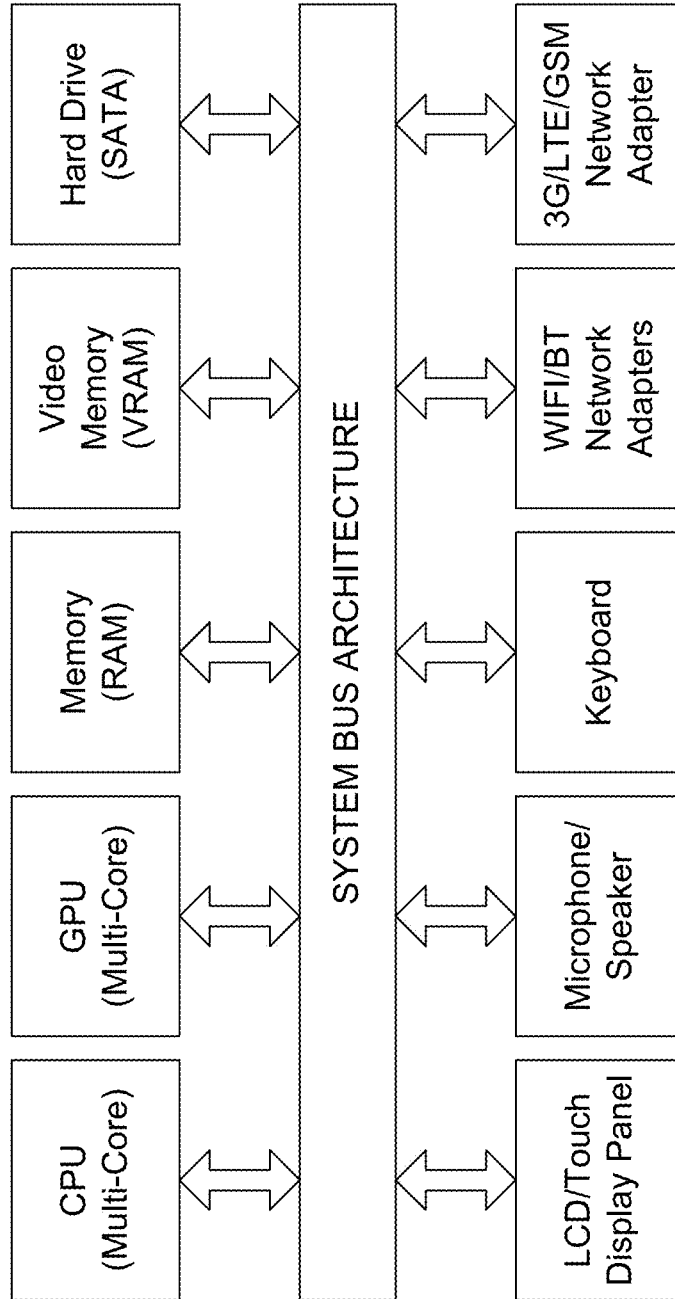 CPU
(Multi-Core)
GPU
(Multi-Core)
Memory
(RAM)
Video
Memory
(VRAM)
Hard Drive
(SATA)
SYSTEM BUS ARCHITECTURE
LCD/Touch
Display Panel
Microphone/
Speaker
Keyboard
WIFI/BT
Network
Adapters
3G/LTE/GSM
Network
Adapter